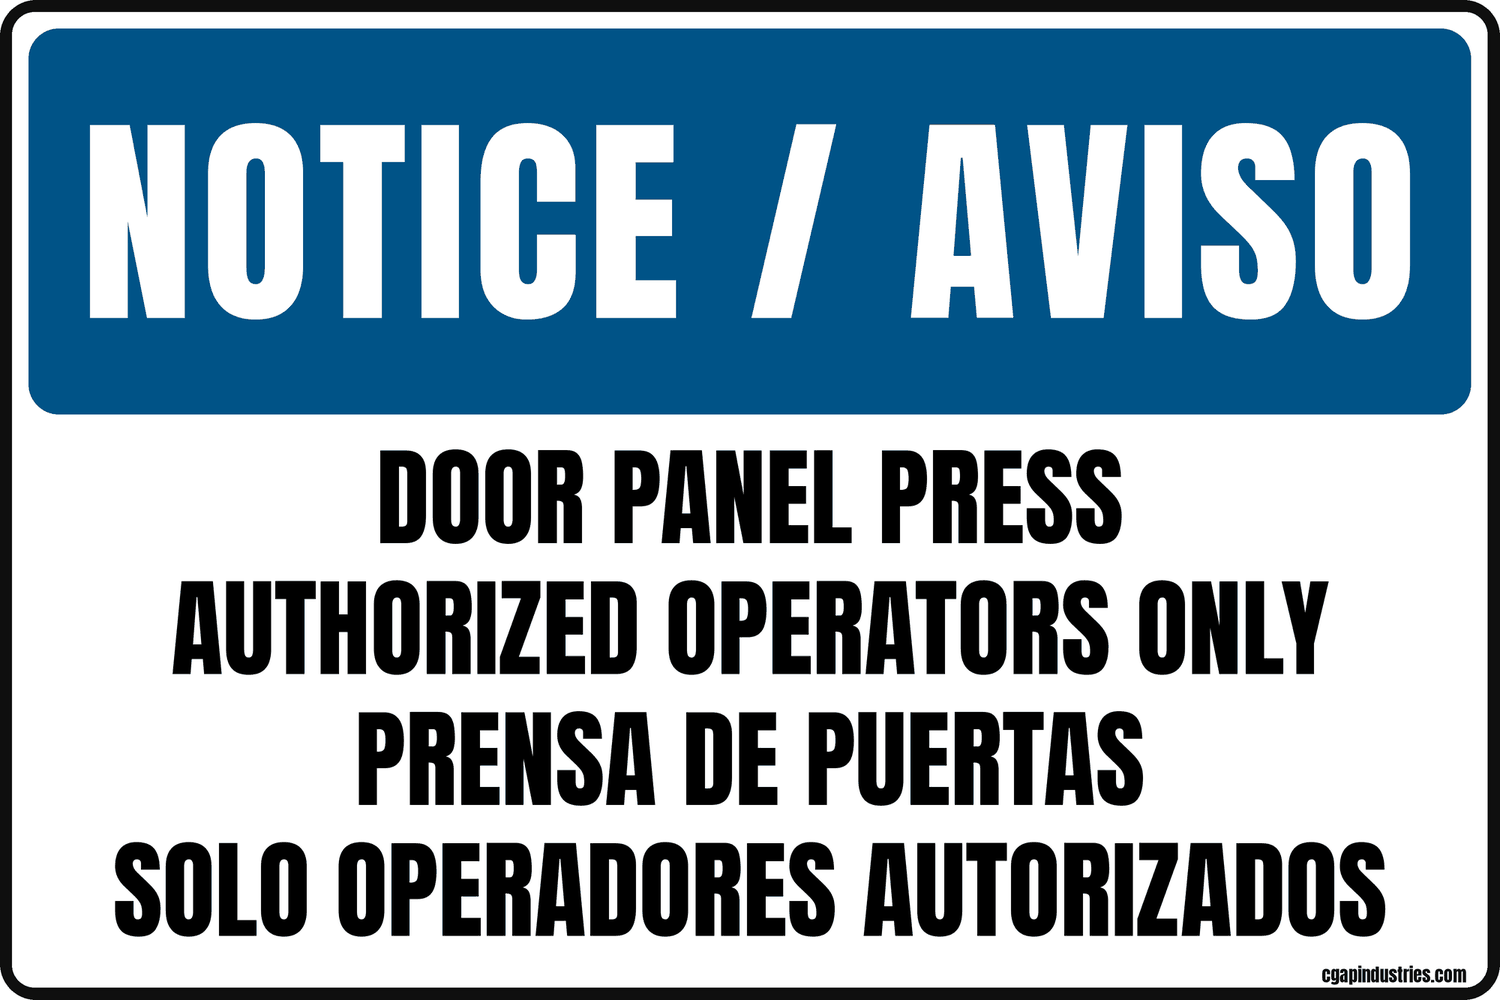 NOTICE / AVISO
DOOR PANEL PRESS
AUTHORIZED OPERATORS ONLY
PRENSA DE PUERTAS
SOLO OPERADORES AUTORIZADOS
cgapindustries.com